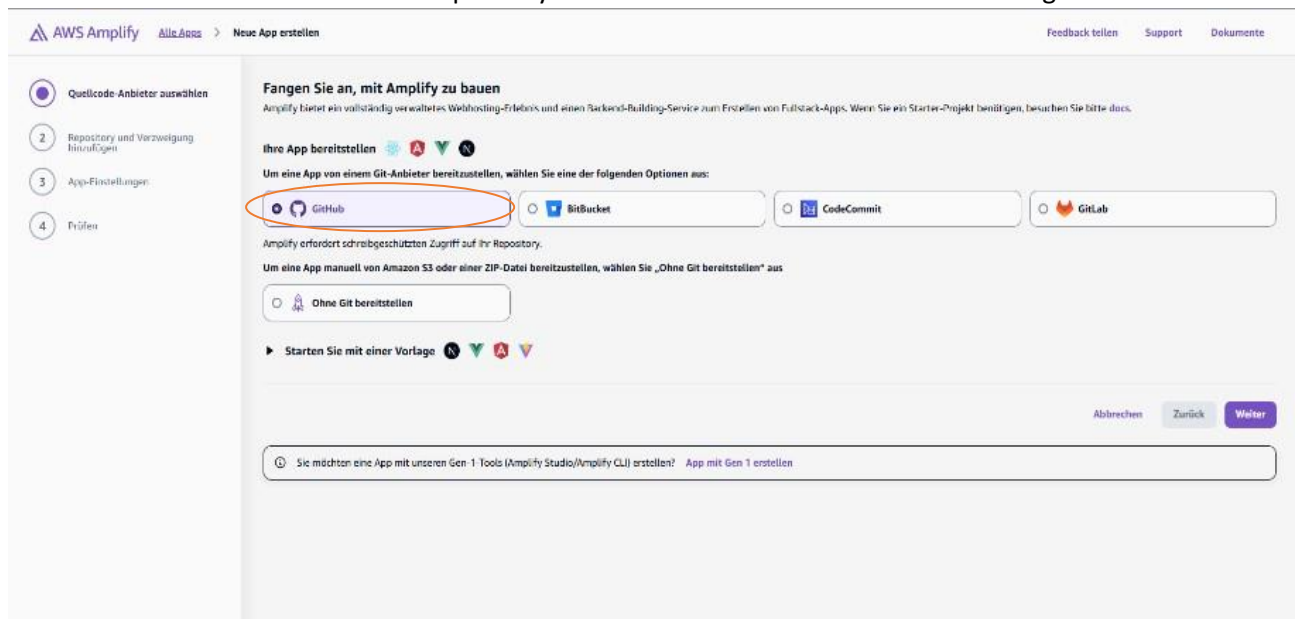 AWS Amplify Alle Apps > Neue App erstellen Feedback teilen Support Dokumente
Quellcode-Anbieter auswählen
2 Repository und Verzweigung hinzufügen
3 App-Einstellungen
4 Prüfen
Fangen Sie an, mit Amplify zu bauen
Amplify bietet ein vollständig verwaltetes Webhosting-Erlebnis und einen Backend-Building-Service zum Erstellen von Fullstack-Apps. Wenn Sie ein Starter-Projekt benötigen, besuchen Sie bitte docs.
Ihre App bereitstellen
Um eine App von einem Git-Anbieter bereitzustellen, wählen Sie eine der folgenden Optionen aus:
GitHub BitBucket CodeCommit GitLab
Amplify erfordert schreibgeschützten Zugriff auf Ihr Repository.
Um eine App manuell von Amazon S3 oder einer ZIP-Datei bereitzustellen, wählen Sie „Ohne Git bereitstellen" aus
Ohne Git bereitstellen
Starten Sie mit einer Vorlage
Abbrechen Zurück Weiter
Sie möchten eine App mit unseren Gen-1-Tools (Amplify Studio/Amplify CLI) erstellen? App mit Gen 1 erstellen